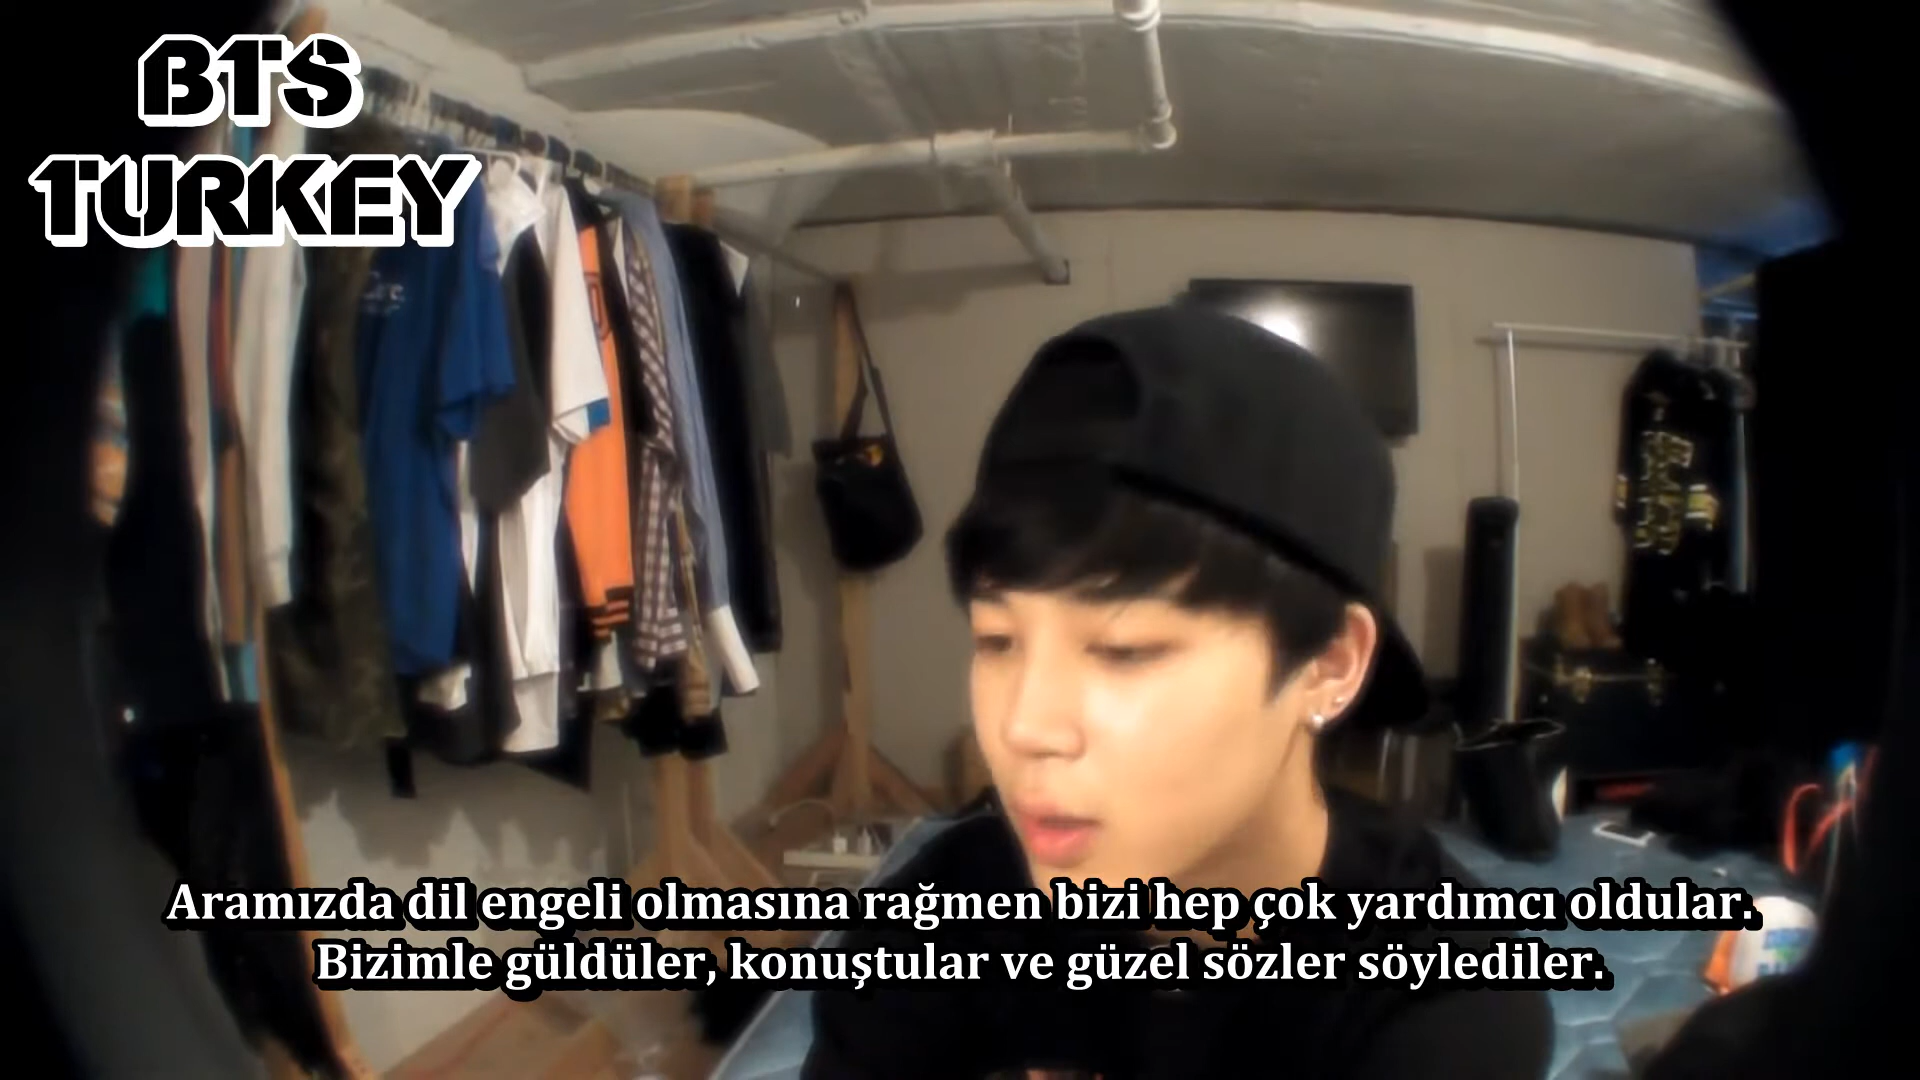 BTS
TURKEY
Aramızda dil engeli olmasına rağmen bizi hep çok yardımcı oldular.
Bizimle güldüler, konuştular ve güzel sözler söylediler.